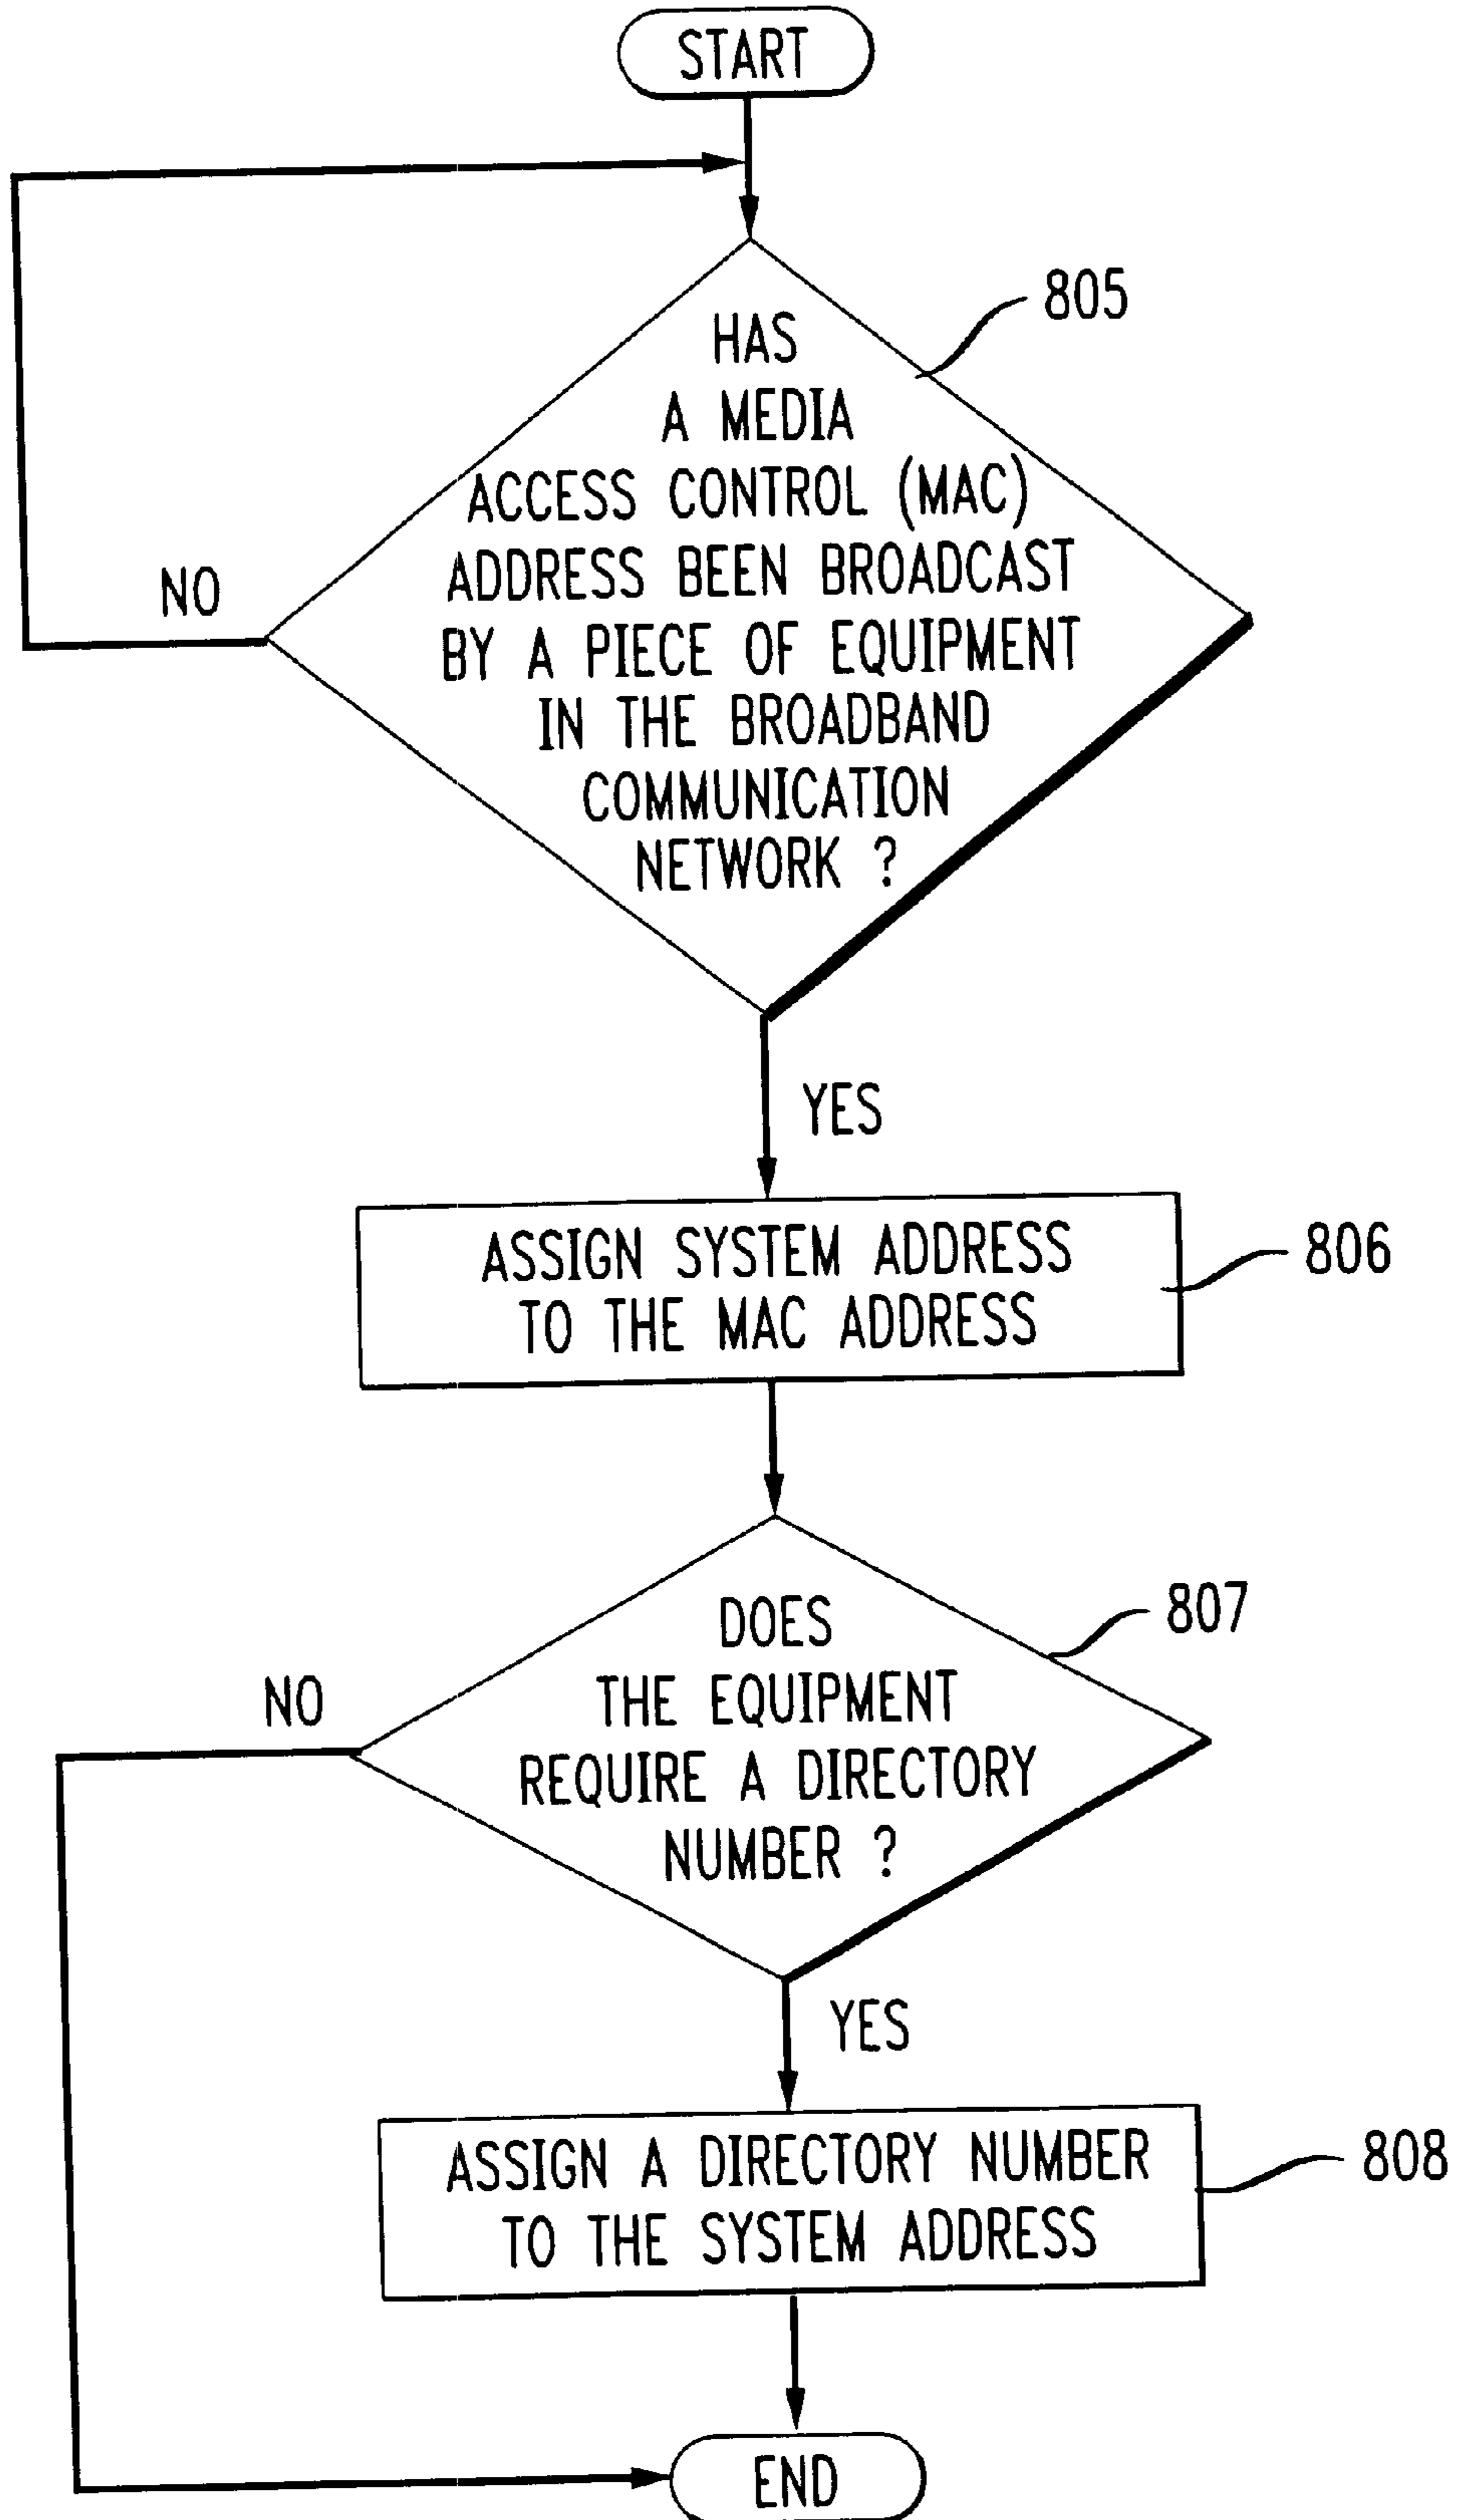 START
805
HAS
A MEDIA
ACCESS CONTROL (MAC)
ADDRESS BEEN BROADCAST
BY A PIECE OF EQUIPMENT
IN THE BROADBAND
COMMUNICATION
NETWORK ?
NO
YES
ASSIGN SYSTEM ADDRESS
TO THE MAC ADDRESS
806
DOES
THE EQUIPMENT
REQUIRE A DIRECTORY
NUMBER ?
807
NO
YES
ASSIGN A DIRECTORY NUMBER
TO THE SYSTEM ADDRESS
808
END